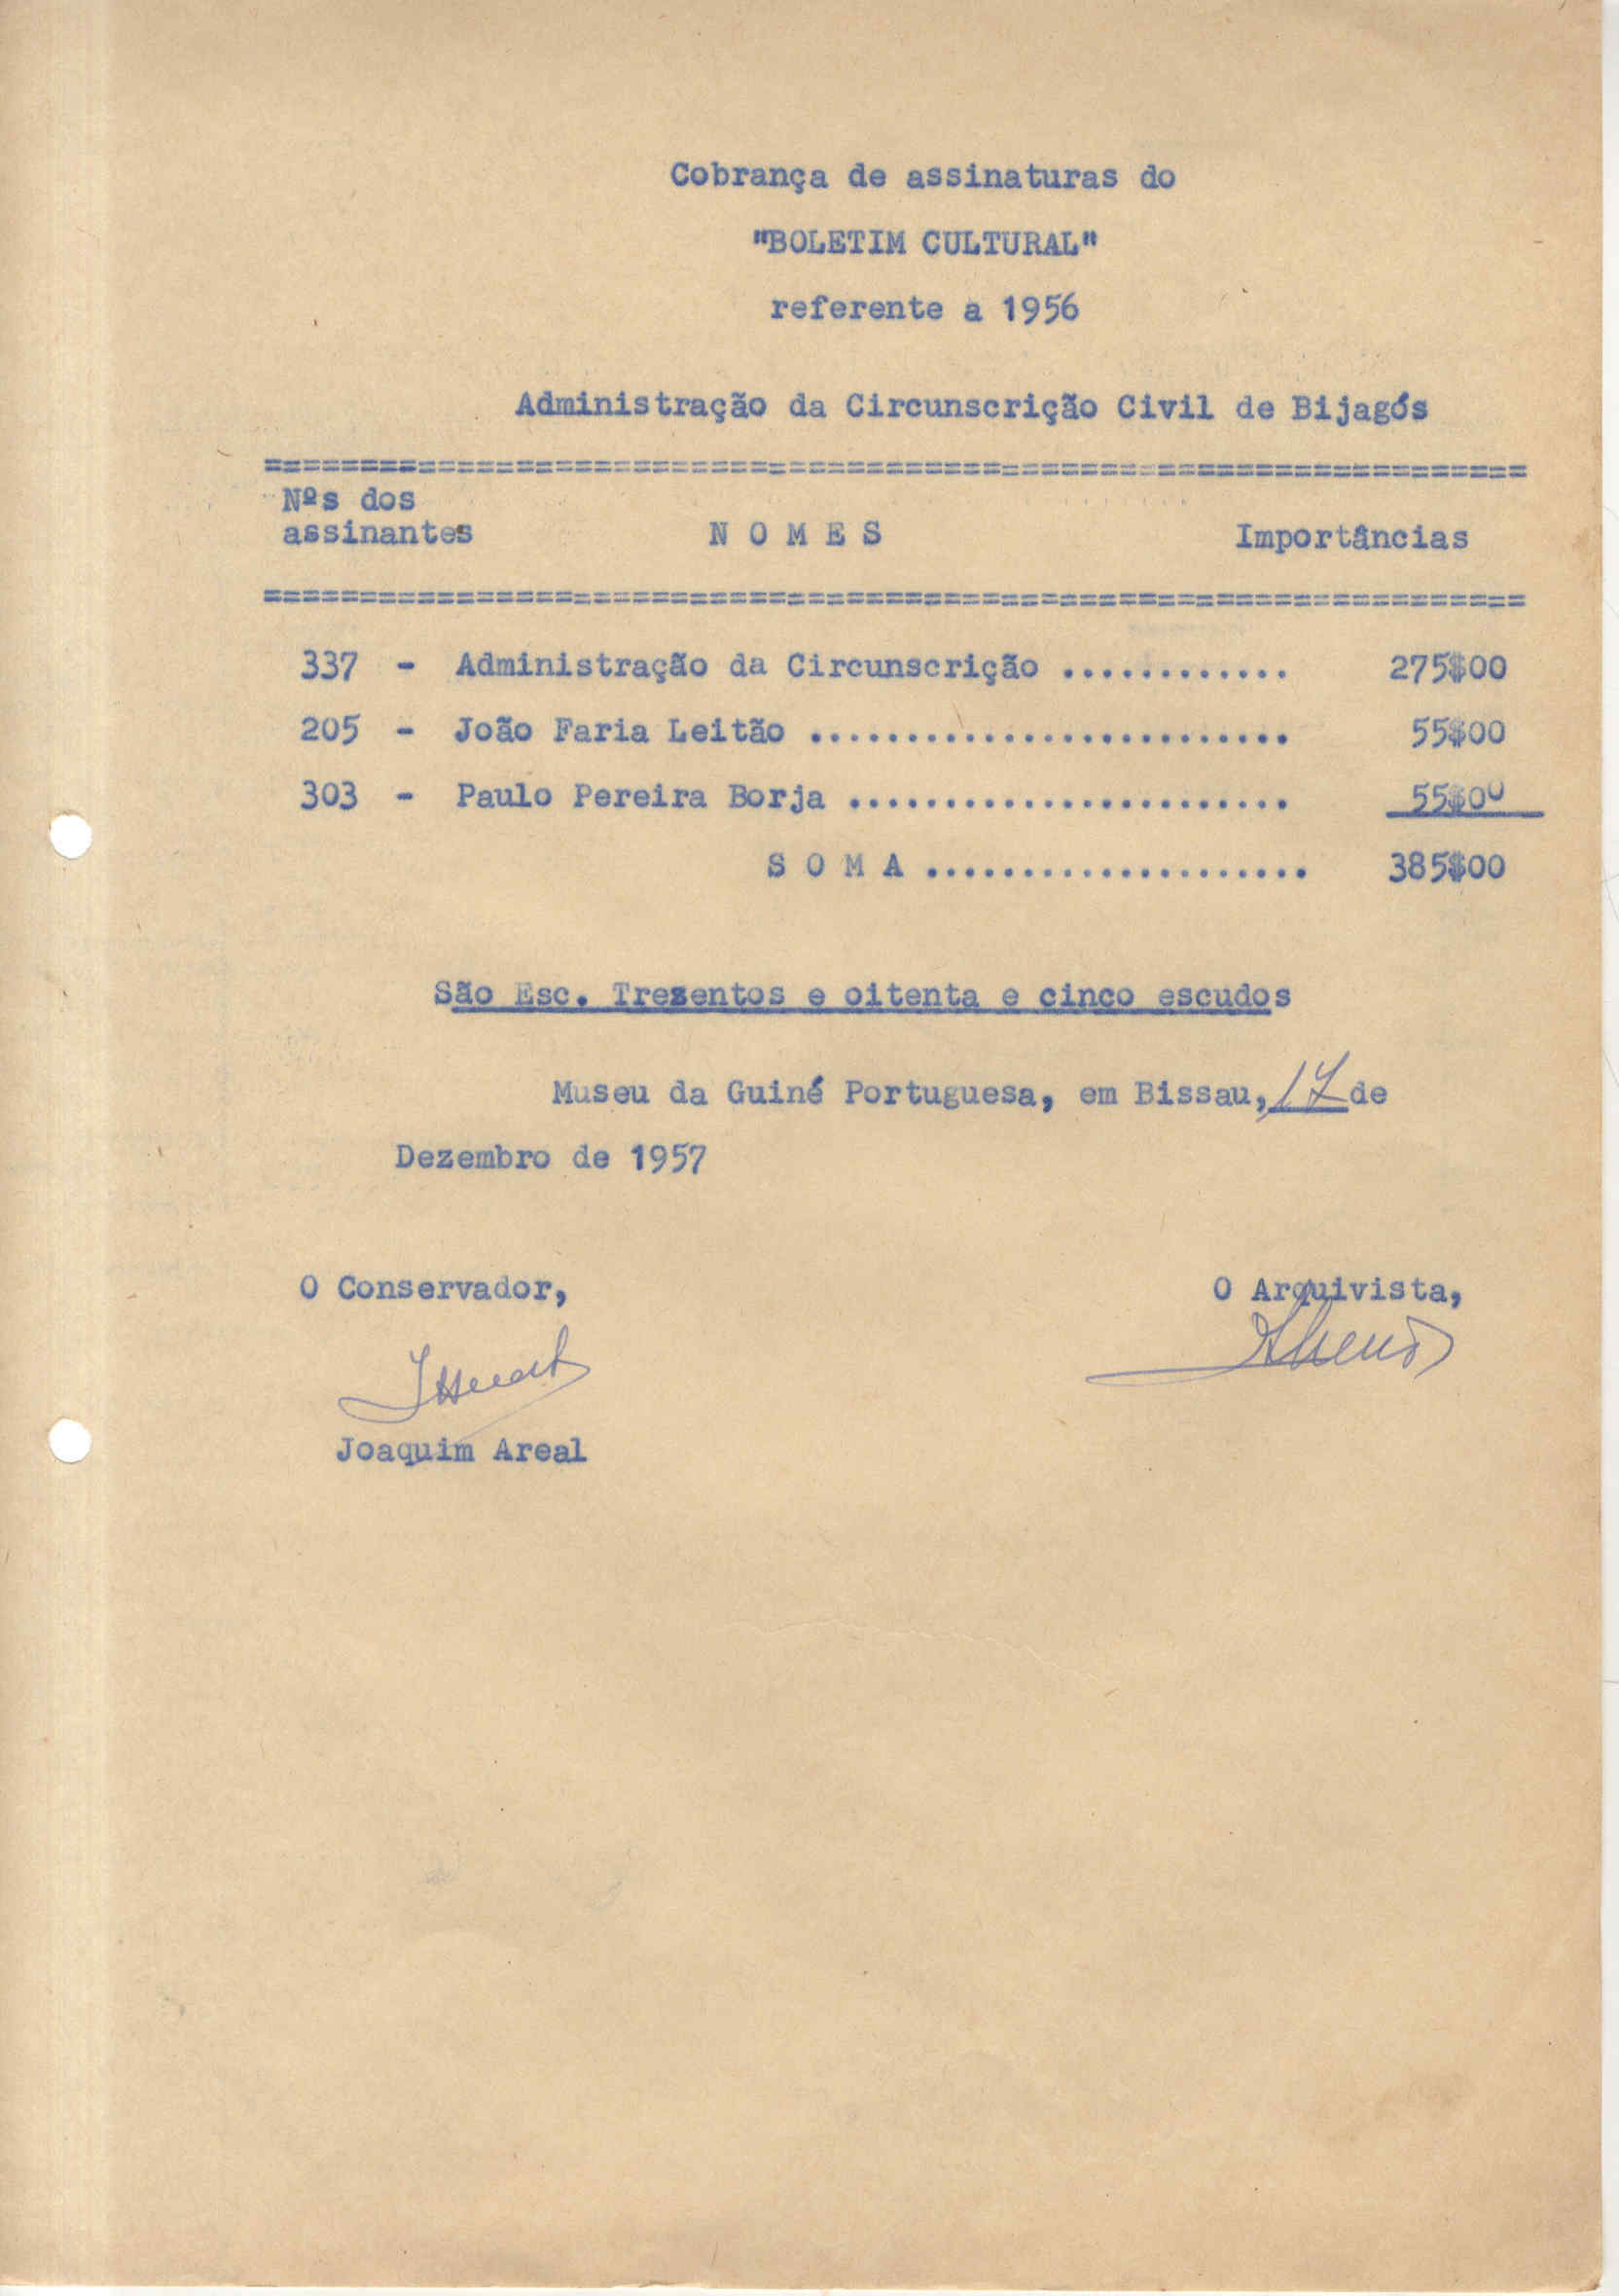 Cobrança de assinaturas do
"BOLETIM CULTURAL"
referente a 1956
Administração da Circunscrição Civil de Bijagós
=================================================================
Nºs dos
assinantes N O M E S Importâncias
=================================================================
337 - Administração da Circunscrição ............ 275$00
205 - João Faria Leitão ......................... 55$00
303 - Paulo Pereira Borja ....................... 55$00
S O M A .................... 385$00
São Esc. Trezentos e oitenta e cinco escudos
Museu da Guiné Portuguesa, em Bissau, 17 de
Dezembro de 1957
O Conservador, O Arquivista,
Joaquim Areal